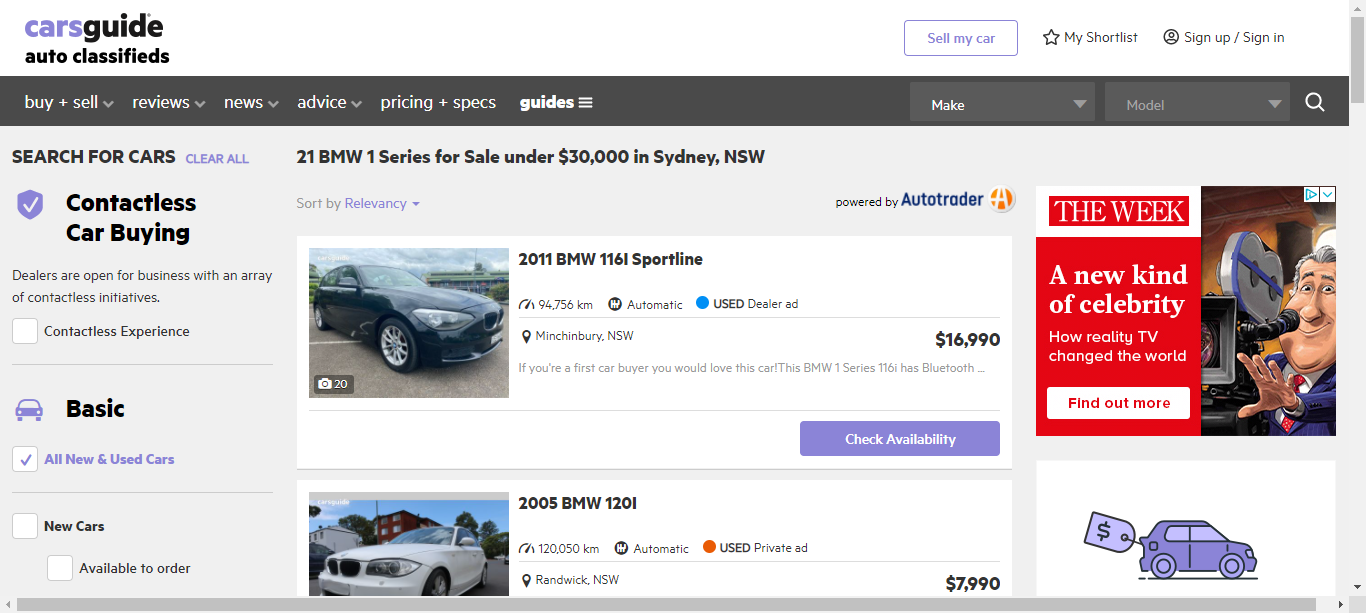 carsguide
auto classifieds
Sell my car
My Shortlist
Sign up / Sign in
buy + sell
reviews
news
advice
pricing + specs
guides
Make
Model
SEARCH FOR CARS CLEAR ALL
Contactless
Car Buying
Dealers are open for business with an array
of contactless initiatives.
Contactless Experience
Basic
All New & Used Cars
New Cars
Available to order
21 BMW 1 Series for Sale under $30,000 in Sydney, NSW
Sort by Relevancy
powered by Autotrader
carsguide
20
2011 BMW 116I Sportline
94,756 km
Automatic
USED Dealer ad
Minchinbury, NSW
$16,990
If you're a first car buyer you would love this car!This BMW 1 Series 116i has Bluetooth ...
Check Availability
carsguide
2005 BMW 120I
120,050 km
Automatic
USED Private ad
Randwick, NSW
$7,990
THE WEEK
A new kind
of celebrity
How reality TV
changed the world
Find out more
$